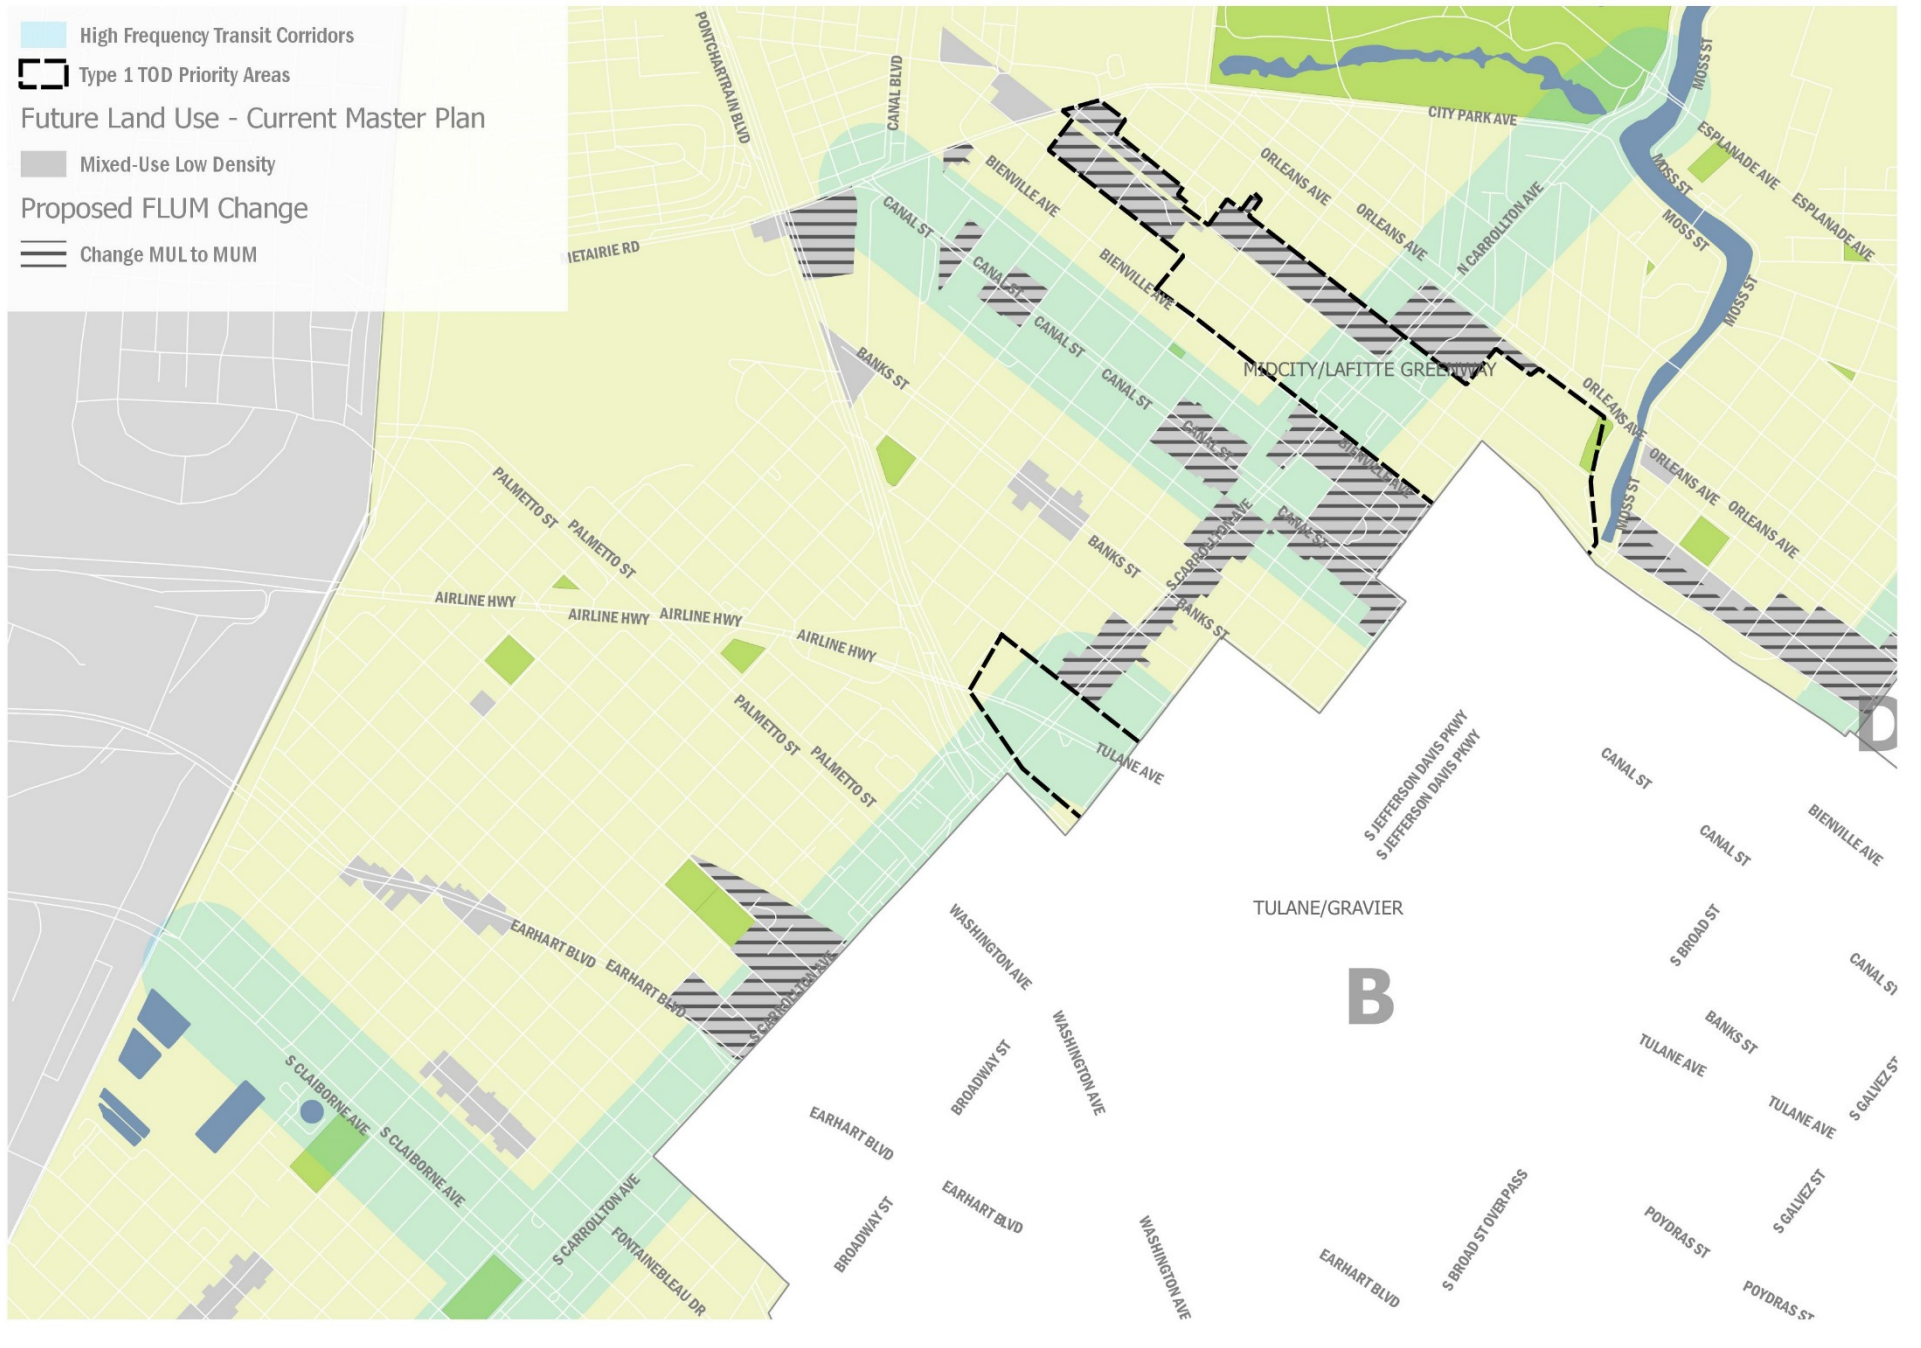 High Frequency Transit Corridors
Type 1 TOD Priority Areas
Future Land Use - Current Master Plan
Mixed-Use Low Density
Proposed FLUM Change
Change MUL to MUM
PONTCHARTRAIN BLVD
CANAL BLVD
MOSS ST
CITY PARK AVE
ESPLANADE AVE
ESPLANADE AVE
MOSS ST
MOSS ST
MOSS ST
ORLEANS AVE
ORLEANS AVE
N CARROLLTON AVE
BIENVILLE AVE
BIENVILLE AVE
CANAL ST
CANAL ST
CANAL ST
CANAL ST
METAIRIE RD
BANKS ST
MIDCITY/LAFITTE GREENWAY
ORLEANS AVE
ORLEANS AVE
ORLEANS AVE
MOSS ST
CANAL ST
BIENVILLE AVE
CANAL ST
S CARROLLTON AVE
BANKS ST
BANKS ST
PALMETTO ST
PALMETTO ST
AIRLINE HWY
AIRLINE HWY
AIRLINE HWY
AIRLINE HWY
PALMETTO ST
PALMETTO ST
TULANE AVE
D
S JEFFERSON DAVIS PKWY
S JEFFERSON DAVIS PKWY
CANAL ST
CANAL ST
BIENVILLE AVE
TULANE/GRAVIER
B
S BROAD ST
CANAL ST
BANKS ST
TULANE AVE
TULANE AVE
S GALVEZ ST
S GALVEZ ST
WASHINGTON AVE
WASHINGTON AVE
WASHINGTON AVE
BROADWAY ST
BROADWAY ST
EARHART BLVD
EARHART BLVD
S CARROLLTON AVE
EARHART BLVD
EARHART BLVD
EARHART BLVD
S BROAD ST OVERPASS
POYDRAS ST
POYDRAS ST
S CLAIBORNE AVE
S CLAIBORNE AVE
S CARROLLTON AVE
FONTAINEBLEAU DR